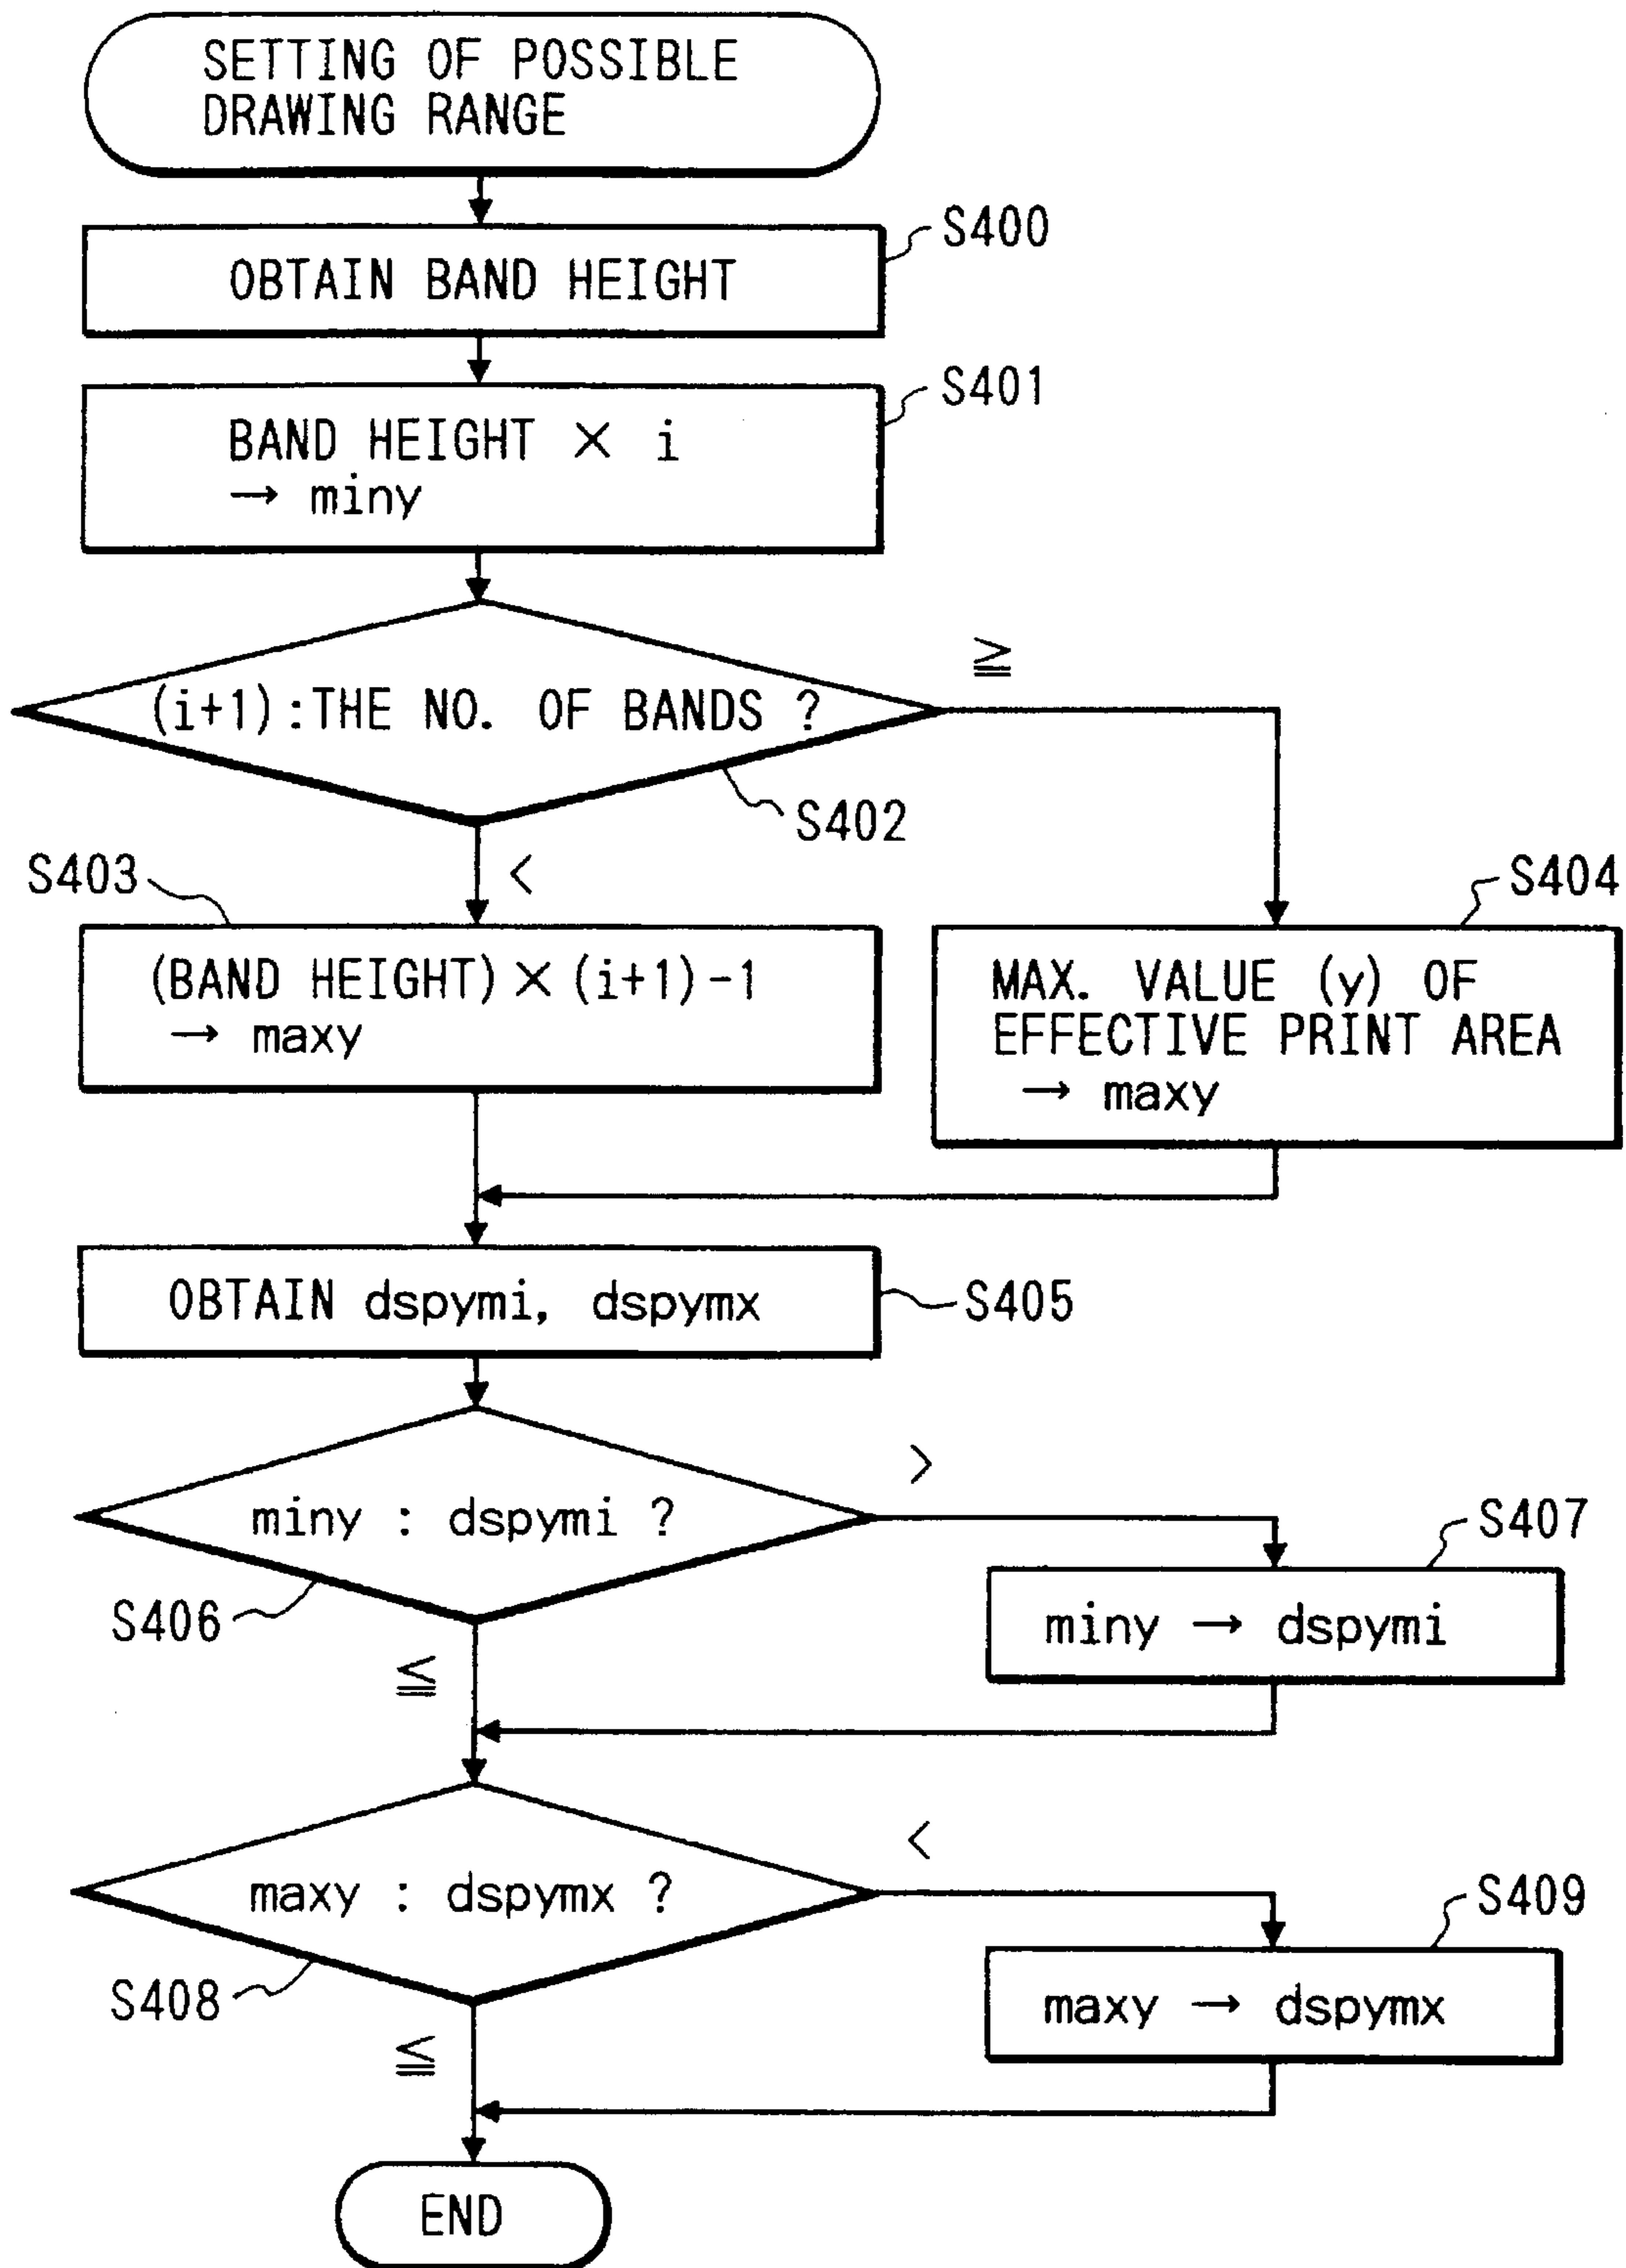 SETTING OF POSSIBLE
DRAWING RANGE
S400
OBTAIN BAND HEIGHT
S401
BAND HEIGHT × i
→ miny
≧
(i+1):THE NO. OF BANDS ?
S402
<
S403
(BAND HEIGHT)×(i+1)-1
→ maxy
S404
MAX. VALUE (y) OF
EFFECTIVE PRINT AREA
→ maxy
OBTAIN dspymi, dspymx
S405
>
miny : dspymi ?
S406
≦
S407
miny → dspymi
<
maxy : dspymx ?
S408
≦
S409
maxy → dspymx
END